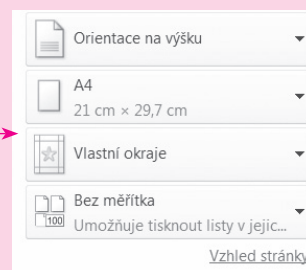 Orientace na výšku
A4
21 cm × 29,7 cm
Vlastní okraje
Bez měřítka
100
Umožňuje tisknout listy v jejic...
Vzhled stránky